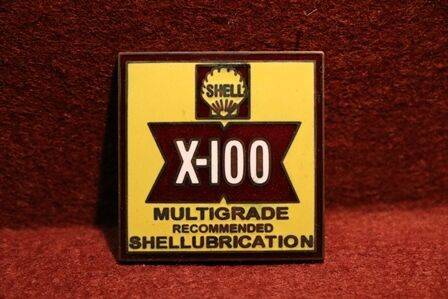 SHELL
X-100
MULTIGRADE
RECOMMENDED
SHELLUBRICATION